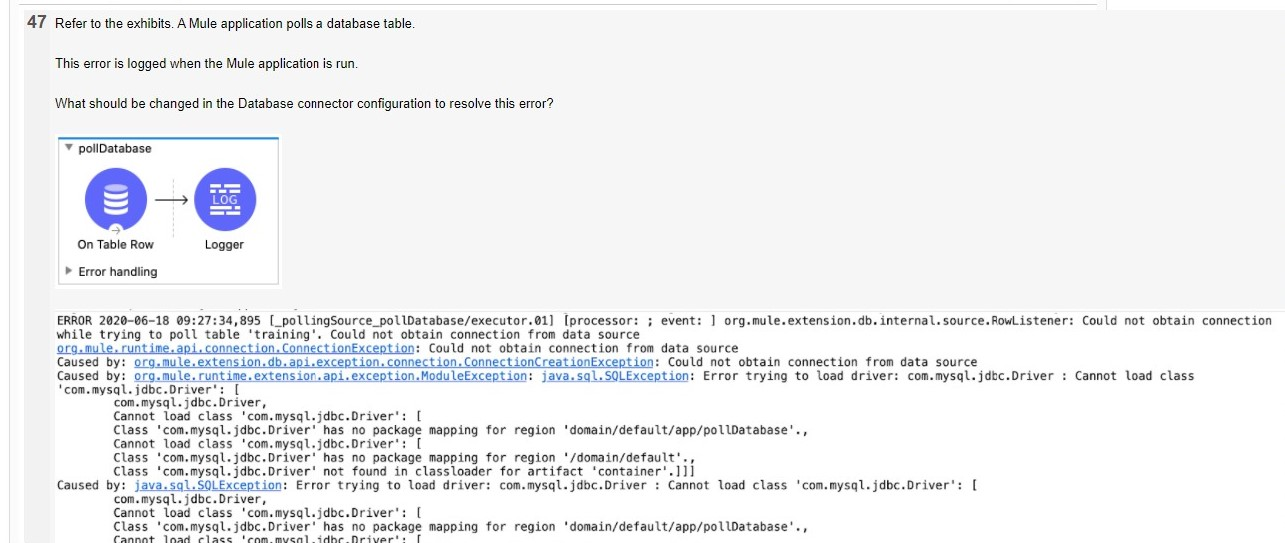 47 Refer to the exhibits. A Mule application polls a database table.
This error is logged when the Mule application is run.
What should be changed in the Database connector configuration to resolve this error?
pollDatabase
LOG
On Table Row
Logger
Error handling
ERROR 2020-06-18 09:27:34,895 [_pollingSource_pollDatabase/executor.01] [processor: ; event: ] org.mule.extension.db.internal.source.RowListener: Could not obtain connection
while trying to poll table 'training'. Could not obtain connection from data source
org.mule.runtime.api.connection.ConnectionException: Could not obtain connection from data source
Caused by: org.mule.extension.db.api.exception.connection.ConnectionCreationException: Could not obtain connection from data source
Caused by: org.mule.runtime.extension.api.exception.ModuleException: java.sql.SQLException: Error trying to load driver: com.mysql.jdbc.Driver : Cannot load class
'com.mysql.jdbc.Driver': [
com.mysql.jdbc.Driver,
Cannot load class 'com.mysql.jdbc.Driver': [
Class 'com.mysql.jdbc.Driver' has no package mapping for region 'domain/default/app/pollDatabase'.,
Cannot load class 'com.mysql.jdbc.Driver': [
Class 'com.mysql.jdbc.Driver' has no package mapping for region '/domain/default'.,
Class 'com.mysql.jdbc.Driver' not found in classloader for artifact 'container'.]]]
Caused by: java.sql.SQLException: Error trying to load driver: com.mysql.jdbc.Driver : Cannot load class 'com.mysql.jdbc.Driver': [
com.mysql.jdbc.Driver,
Cannot load class 'com.mysql.jdbc.Driver': [
Class 'com.mysql.jdbc.Driver' has no package mapping for region 'domain/default/app/pollDatabase'.,
Cannot load class 'com.mysql.jdbc.Driver': [